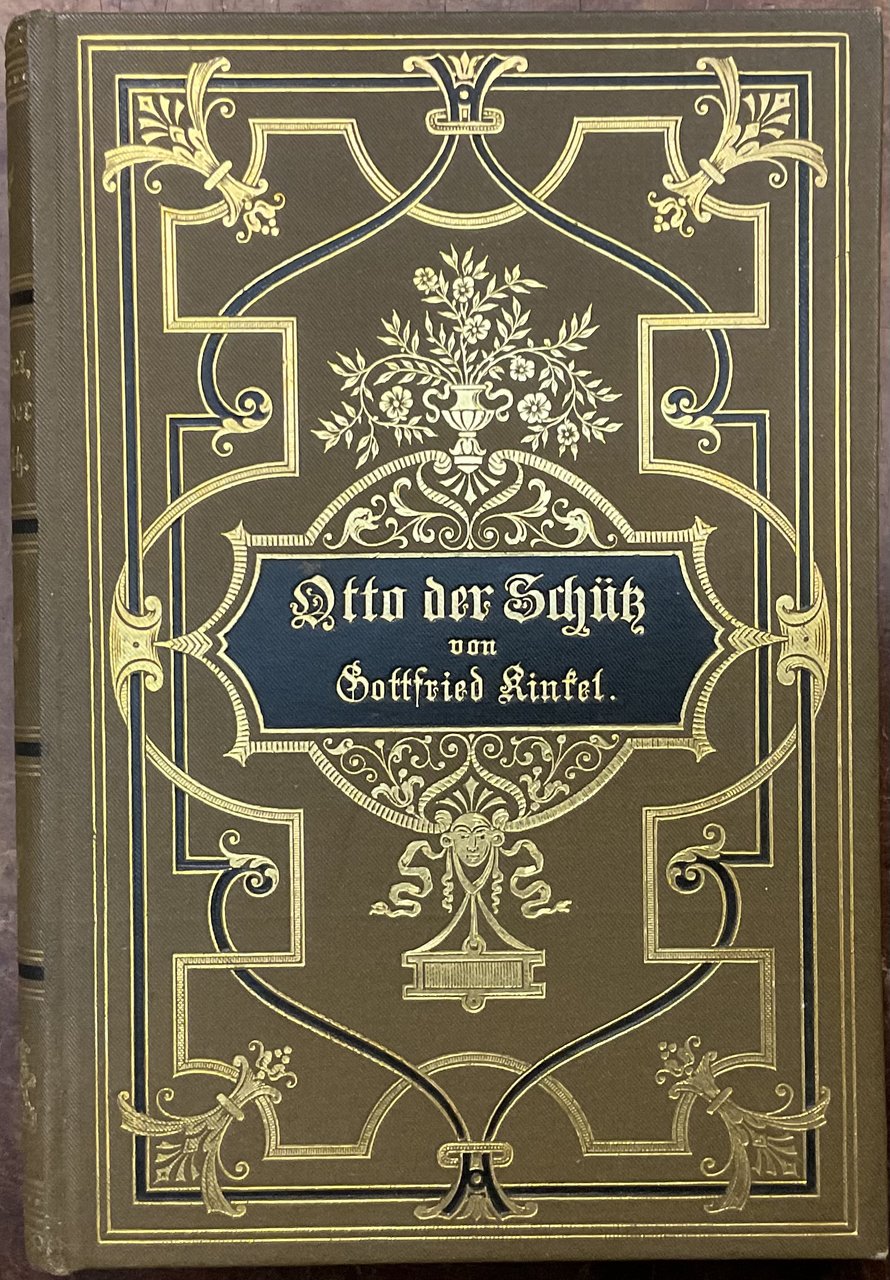 Otto der Schütz
von
Gottfried Kinkel.